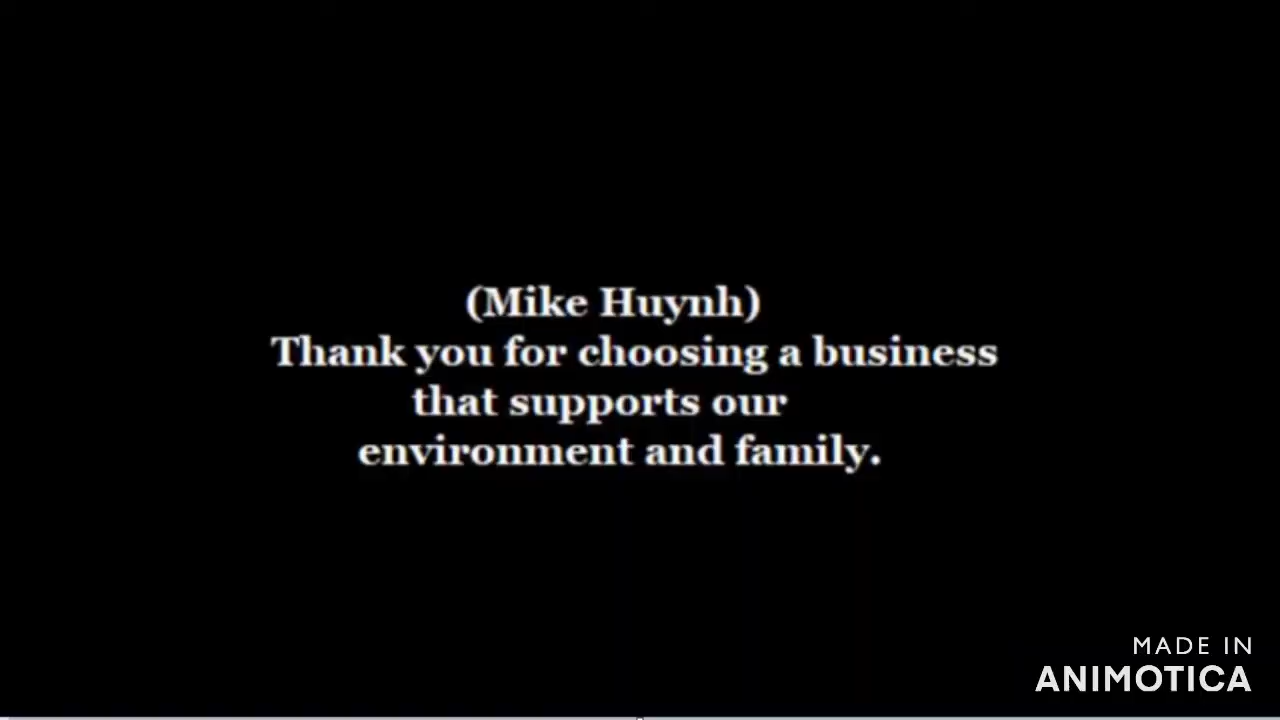 (Mike Huynh)
Thank you for choosing a business
that supports our
environment and family.
MADE IN
ANIMOTICA